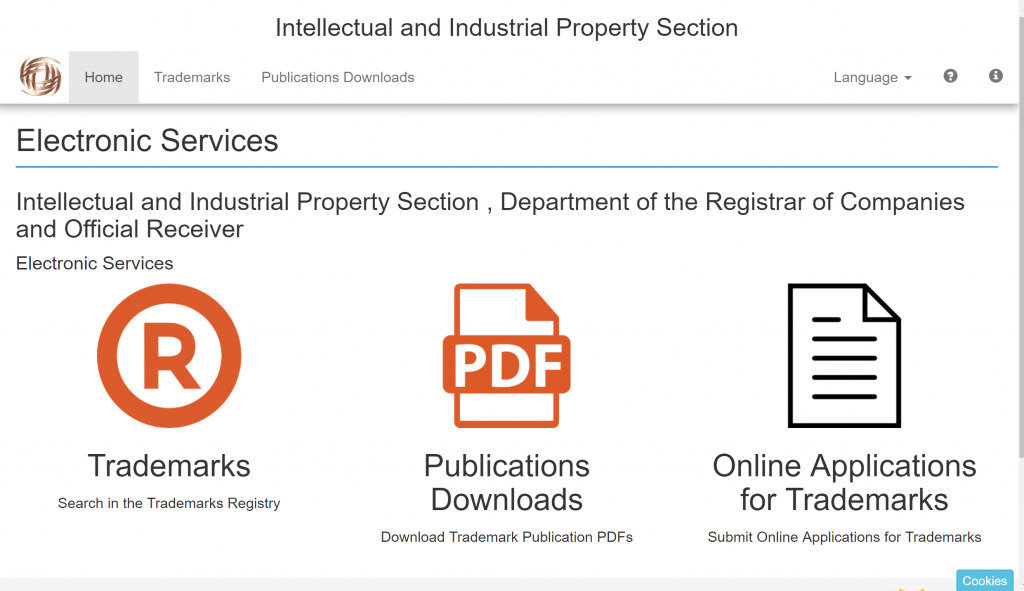 Intellectual and Industrial Property Section
Home
Trademarks
Publications Downloads
Language
Electronic Services
Intellectual and Industrial Property Section , Department of the Registrar of Companies
and Official Receiver
Electronic Services
R
PDF
Trademarks
Search in the Trademarks Registry
Publications
Downloads
Download Trademark Publication PDFs
Online Applications
for Trademarks
Submit Online Applications for Trademarks
Cookies